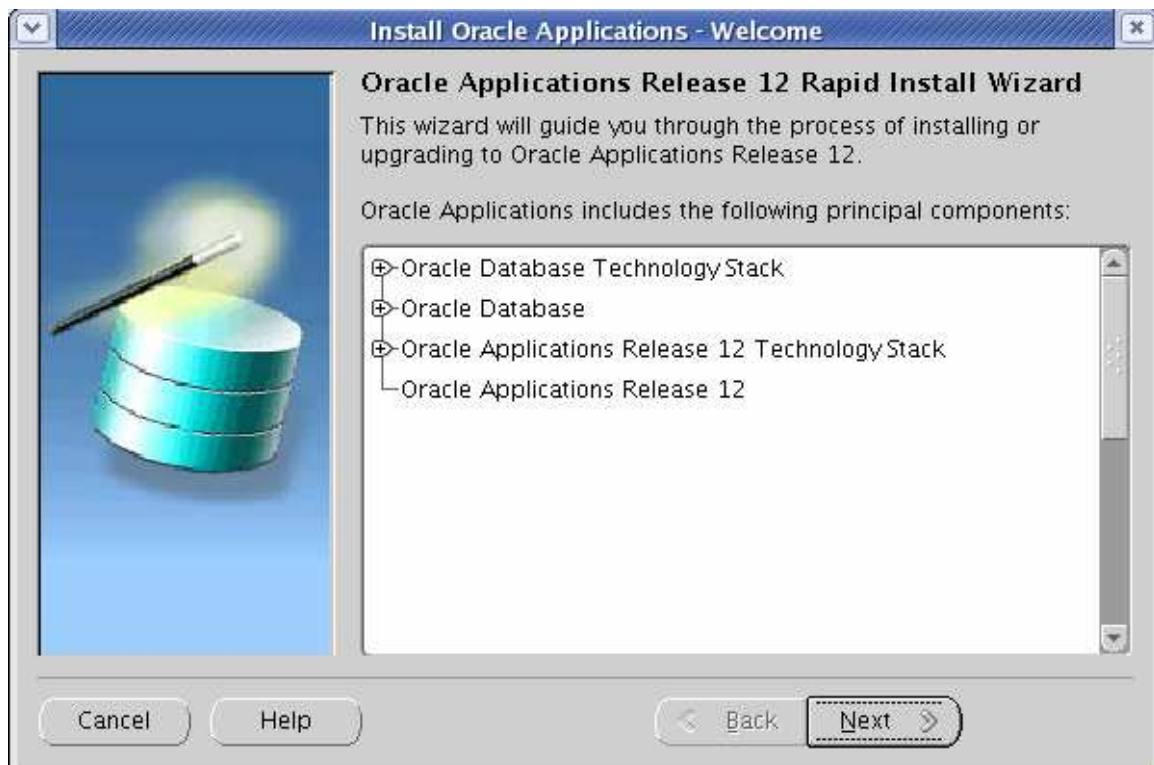 Install Oracle Applications - Welcome
Oracle Applications Release 12 Rapid Install Wizard
This wizard will guide you through the process of installing or
upgrading to Oracle Applications Release 12.
Oracle Applications includes the following principal components:
Oracle Database Technology Stack
Oracle Database
Oracle Applications Release 12 Technology Stack
Oracle Applications Release 12
Cancel Help Back Next